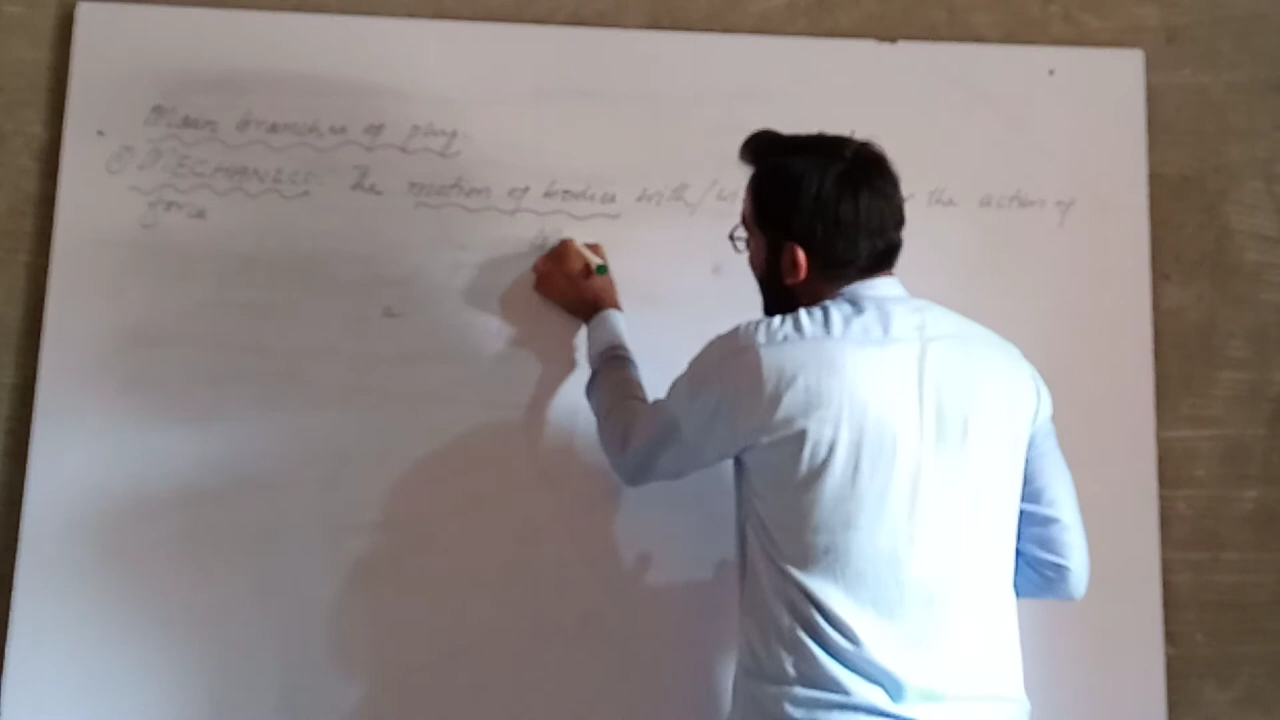 Main branches of phy.
① MECHANICS: The motion of bodies with/ the action of
force